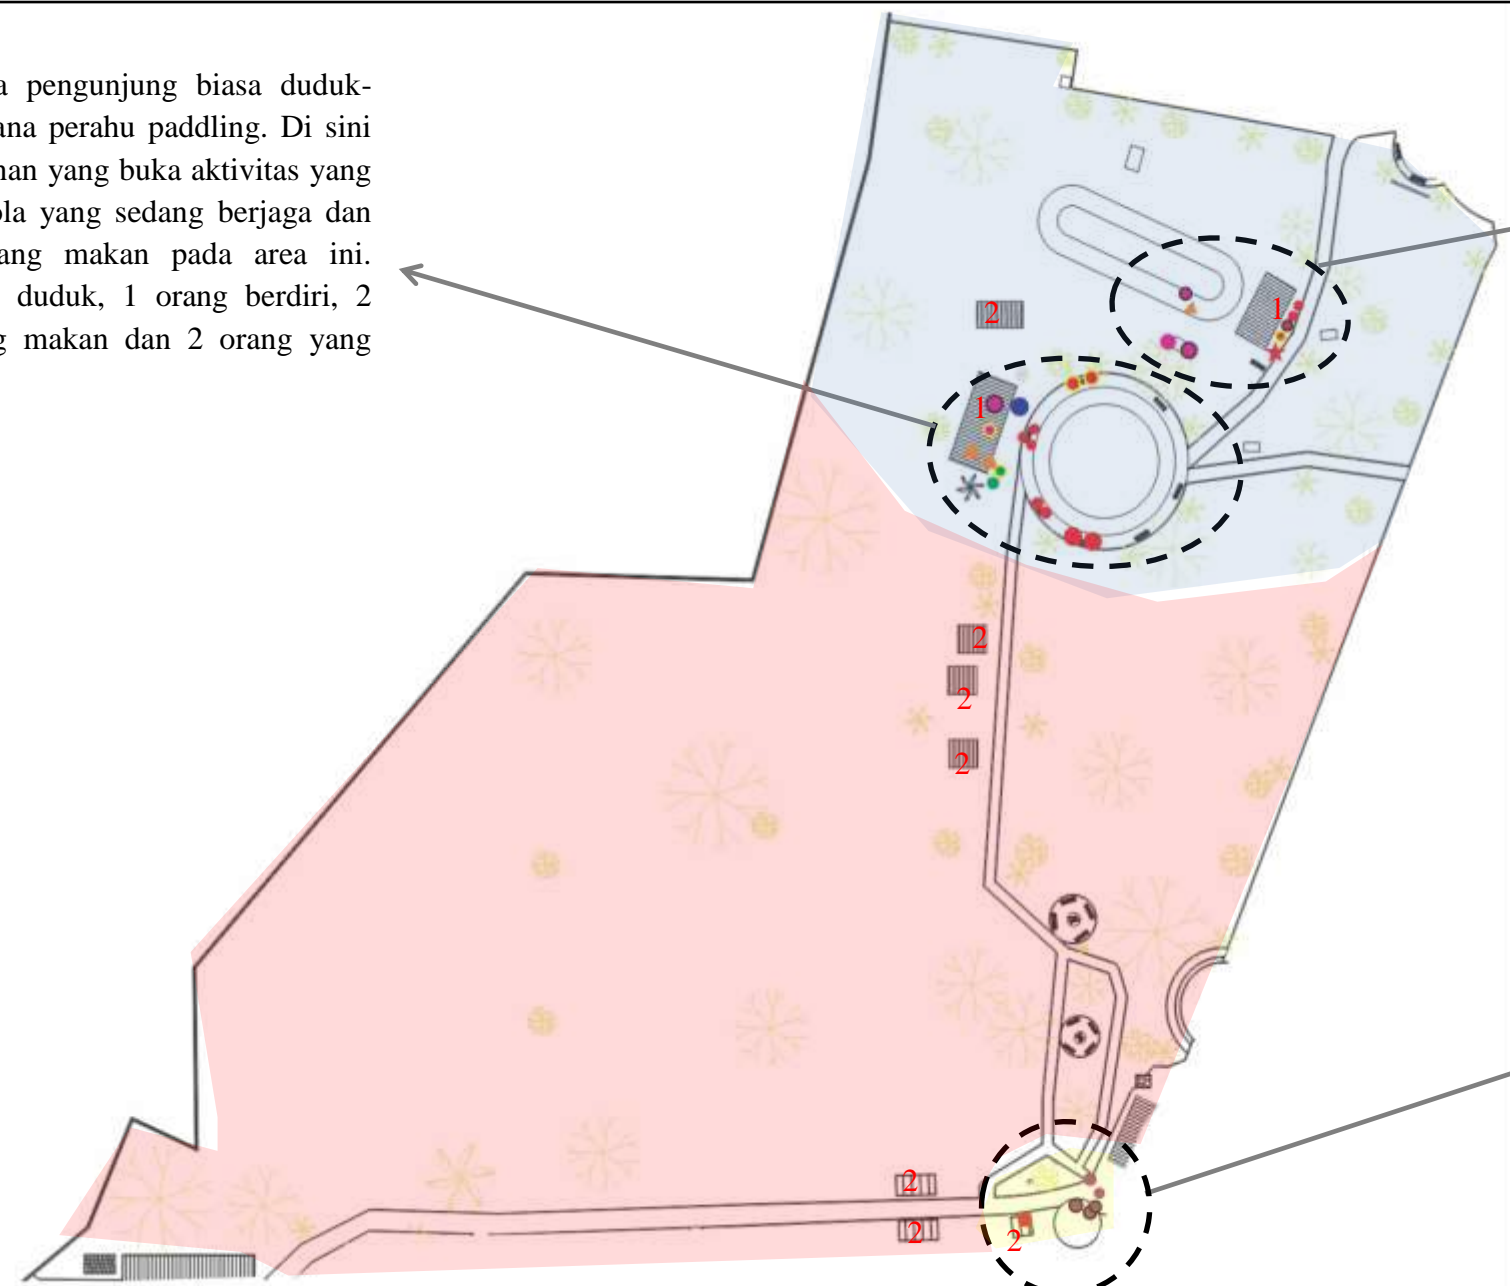 a pengunjung biasa duduk-
ana perahu paddling. Di sini
nan yang buka aktivitas yang
ola yang sedang berjaga dan
ang makan pada area ini.
duduk, 1 orang berdiri, 2
g makan dan 2 orang yang
1
2
1
2
2
2
2
2
2